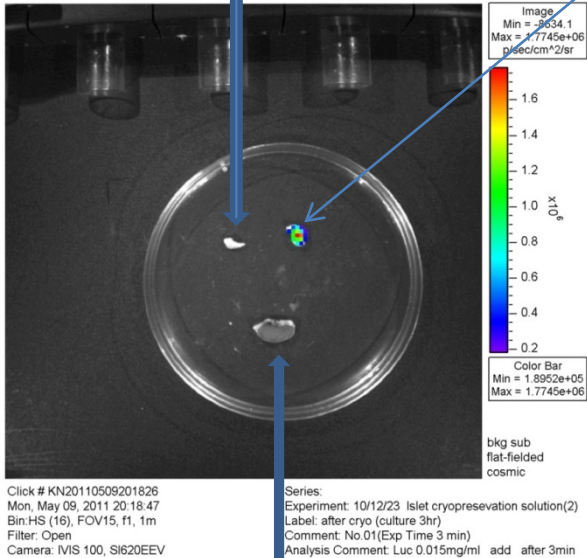 Image
Min = -8634.1
Max = 1.7745e+06
p/sec/cm^2/sr
1.6
1.4
1.2
1.0
0.8
0.6
0.4
0.2
x10^6
Color Bar
Min = 1.8952e+05
Max = 1.7745e+06
bkg sub
flat-fielded
cosmic
Click # KN20110509201826
Mon, May 09, 2011 20:18:47
Bin:HS (16), FOV15, f1, 1m
Filter: Open
Camera: IVIS 100, SI620EEV
Series:
Experiment: 10/12/23 Islet cryopresevation solution(2)
Label: after cryo (culture 3hr)
Comment: No.01(Exp Time 3 min)
Analysis Comment: Luc 0.015mg/ml add after 3min